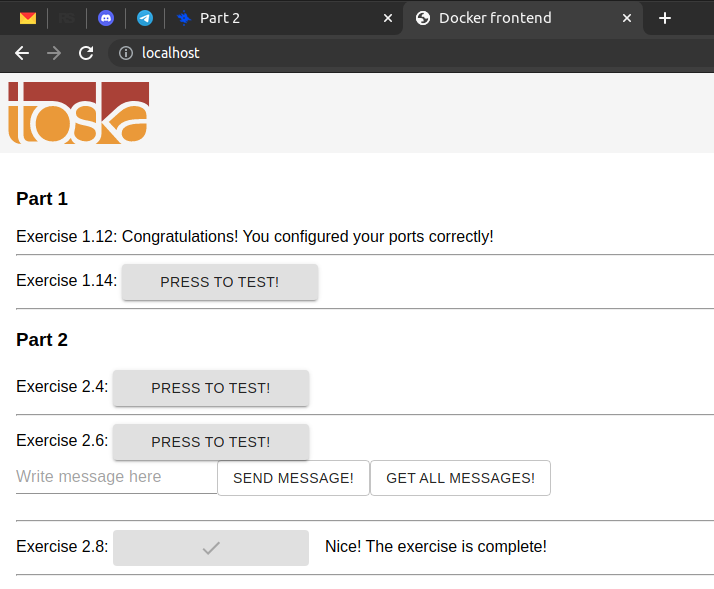 Part 2
Docker frontend
localhost
toska
Part 1
Exercise 1.12: Congratulations! You configured your ports correctly!
Exercise 1.14: PRESS TO TEST!
Part 2
Exercise 2.4: PRESS TO TEST!
Exercise 2.6: PRESS TO TEST!
Write message here SEND MESSAGE! GET ALL MESSAGES!
Exercise 2.8: Nice! The exercise is complete!